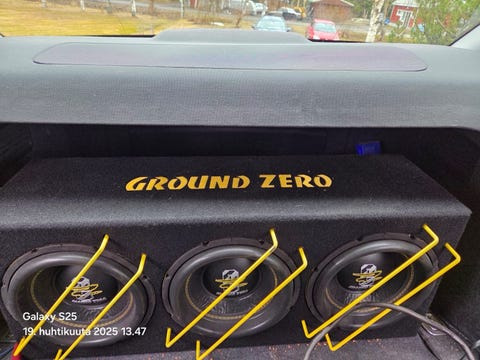 GROUND ZERO
Galaxy S25
19. huhtikuuta 2025 13.47